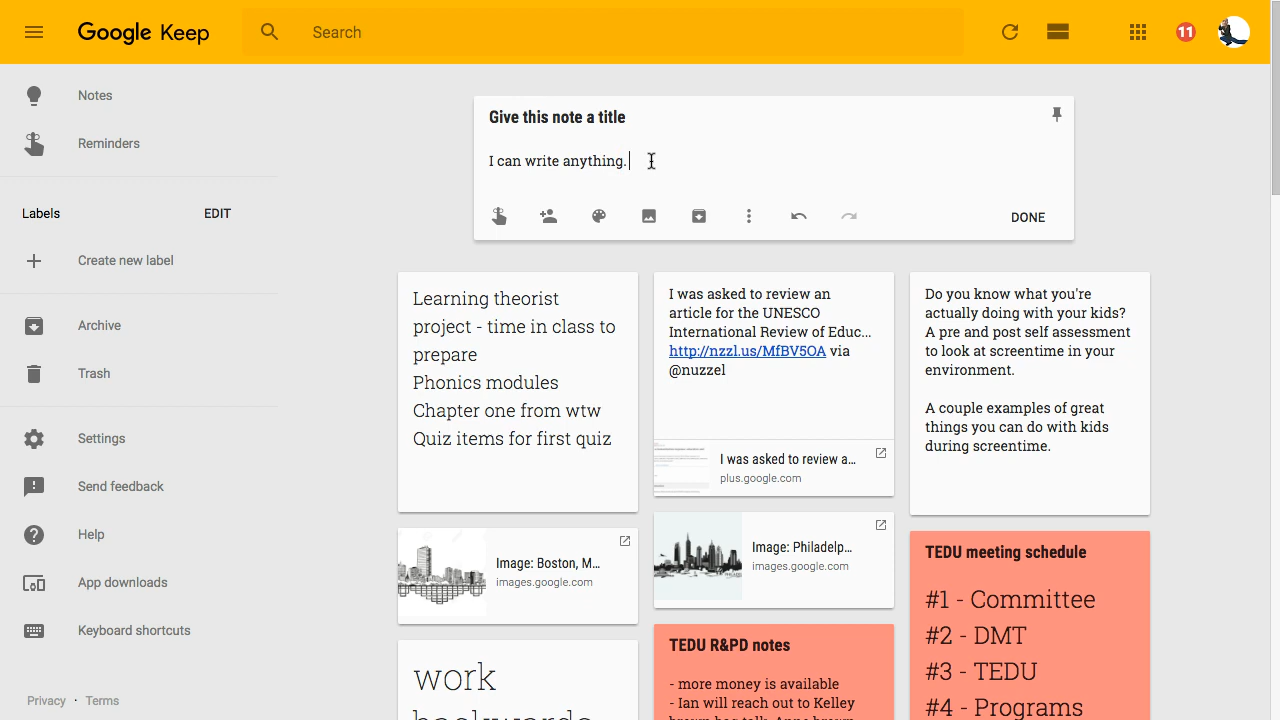 Google Keep
Search
11
Notes
Reminders
Labels
EDIT
Create new label
Archive
Trash
Settings
Send feedback
Help
App downloads
Keyboard shortcuts
Privacy · Terms
Give this note a title
I can write anything.
DONE
Learning theorist
project - time in class to
prepare
Phonics modules
Chapter one from wtw
Quiz items for first quiz
Image: Boston, M...
images.google.com
work
backwards
I was asked to review an
article for the UNESCO
International Review of Educ...
http://nzzl.us/MfBV5OA via
@nuzzel
I was asked to review a...
plus.google.com
Image: Philadelp...
images.google.com
TEDU R&PD notes
- more money is available
- Ian will reach out to Kelley
Do you know what you're
actually doing with your kids?
A pre and post self assessment
to look at screentime in your
environment.
A couple examples of great
things you can do with kids
during screentime.
TEDU meeting schedule
#1 - Committee
#2 - DMT
#3 - TEDU
#4 - Programs